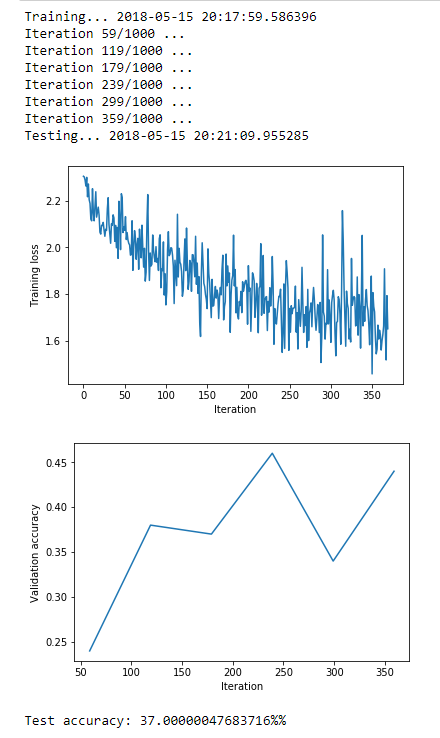 Training... 2018-05-15 20:17:59.586396
Iteration 59/1000 ...
Iteration 119/1000 ...
Iteration 179/1000 ...
Iteration 239/1000 ...
Iteration 299/1000 ...
Iteration 359/1000 ...
Testing... 2018-05-15 20:21:09.955285
2.2
2.0
1.8
1.6
Training loss
0 50 100 150 200 250 300 350
Iteration
0.45
0.40
0.35
0.30
0.25
Validation accuracy
50 100 150 200 250 300 350
Iteration
Test accuracy: 37.00000047683716%%